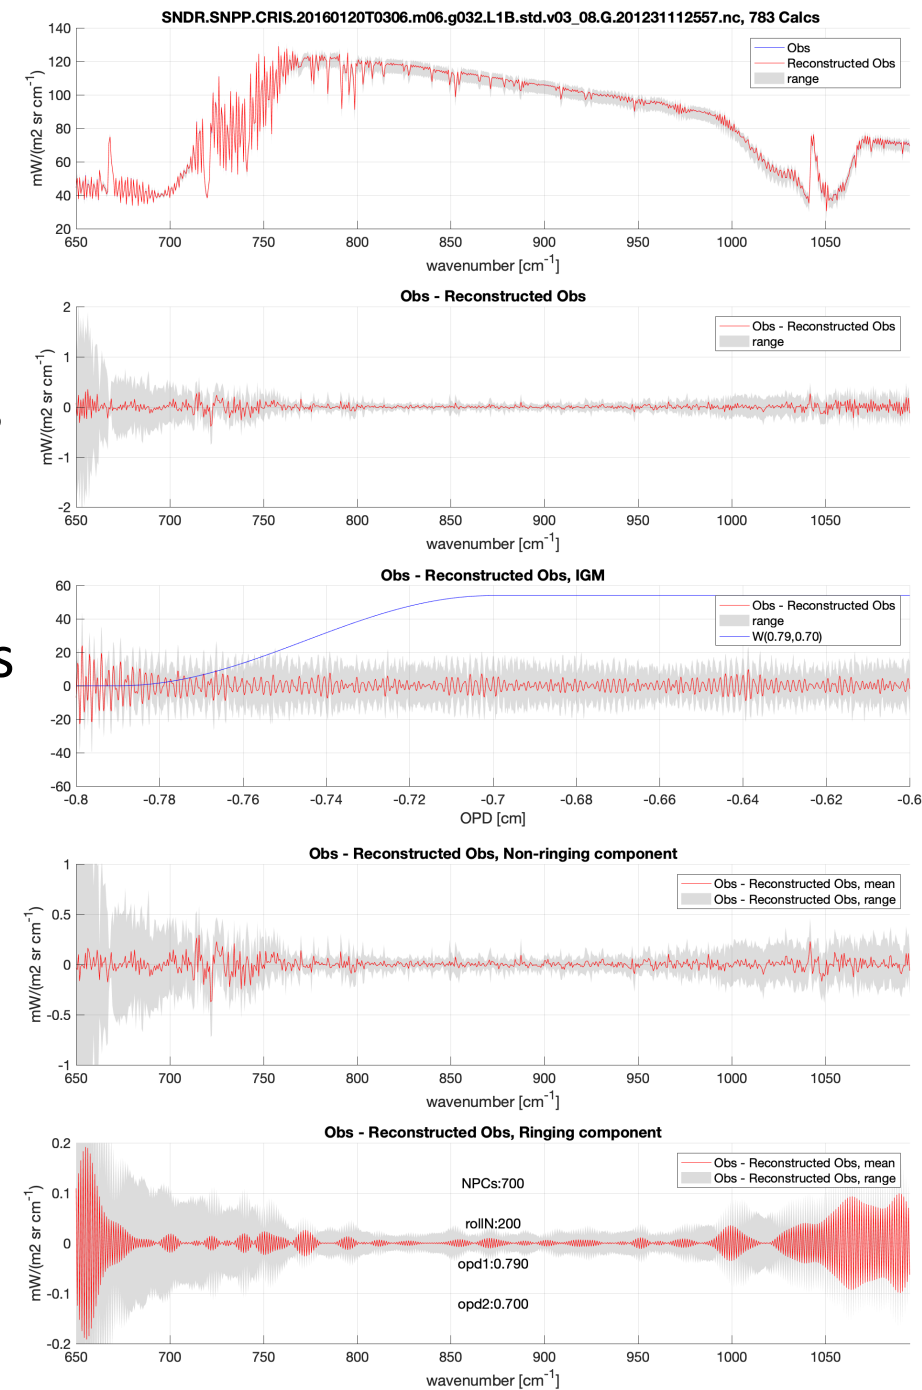 SNDR.SNPP.CRIS.20160120T0306.m06.g032.L1B.std.v03_08.G.201231112557.nc, 783 Calcs
140
120
100
80
60
40
20
mW/(m2 sr cm⁻¹)
Obs
Reconstructed Obs
range
650 700 750 800 850 900 950 1000 1050
wavenumber [cm⁻¹]
Obs - Reconstructed Obs
2
1
0
-1
-2
mW/(m2 sr cm⁻¹)
Obs - Reconstructed Obs
range
650 700 750 800 850 900 950 1000 1050
wavenumber [cm⁻¹]
Obs - Reconstructed Obs, IGM
60
40
20
0
-20
-40
-60
s
Obs - Reconstructed Obs
range
W(0.79,0.70)
-0.8 -0.78 -0.76 -0.74 -0.72 -0.7 -0.68 -0.66 -0.64 -0.62 -0.6
OPD [cm]
Obs - Reconstructed Obs, Non-ringing component
1
0.5
0
-0.5
-1
mW/(m2 sr cm⁻¹)
Obs - Reconstructed Obs, mean
Obs - Reconstructed Obs, range
650 700 750 800 850 900 950 1000 1050
wavenumber [cm⁻¹]
Obs - Reconstructed Obs, Ringing component
0.2
0.1
0
-0.1
-0.2
mW/(m2 sr cm⁻¹)
Obs - Reconstructed Obs, mean
Obs - Reconstructed Obs, range
NPCs:700
rollN:200
opd1:0.790
opd2:0.700
650 700 750 800 850 900 950 1000 1050
wavenumber [cm⁻¹]